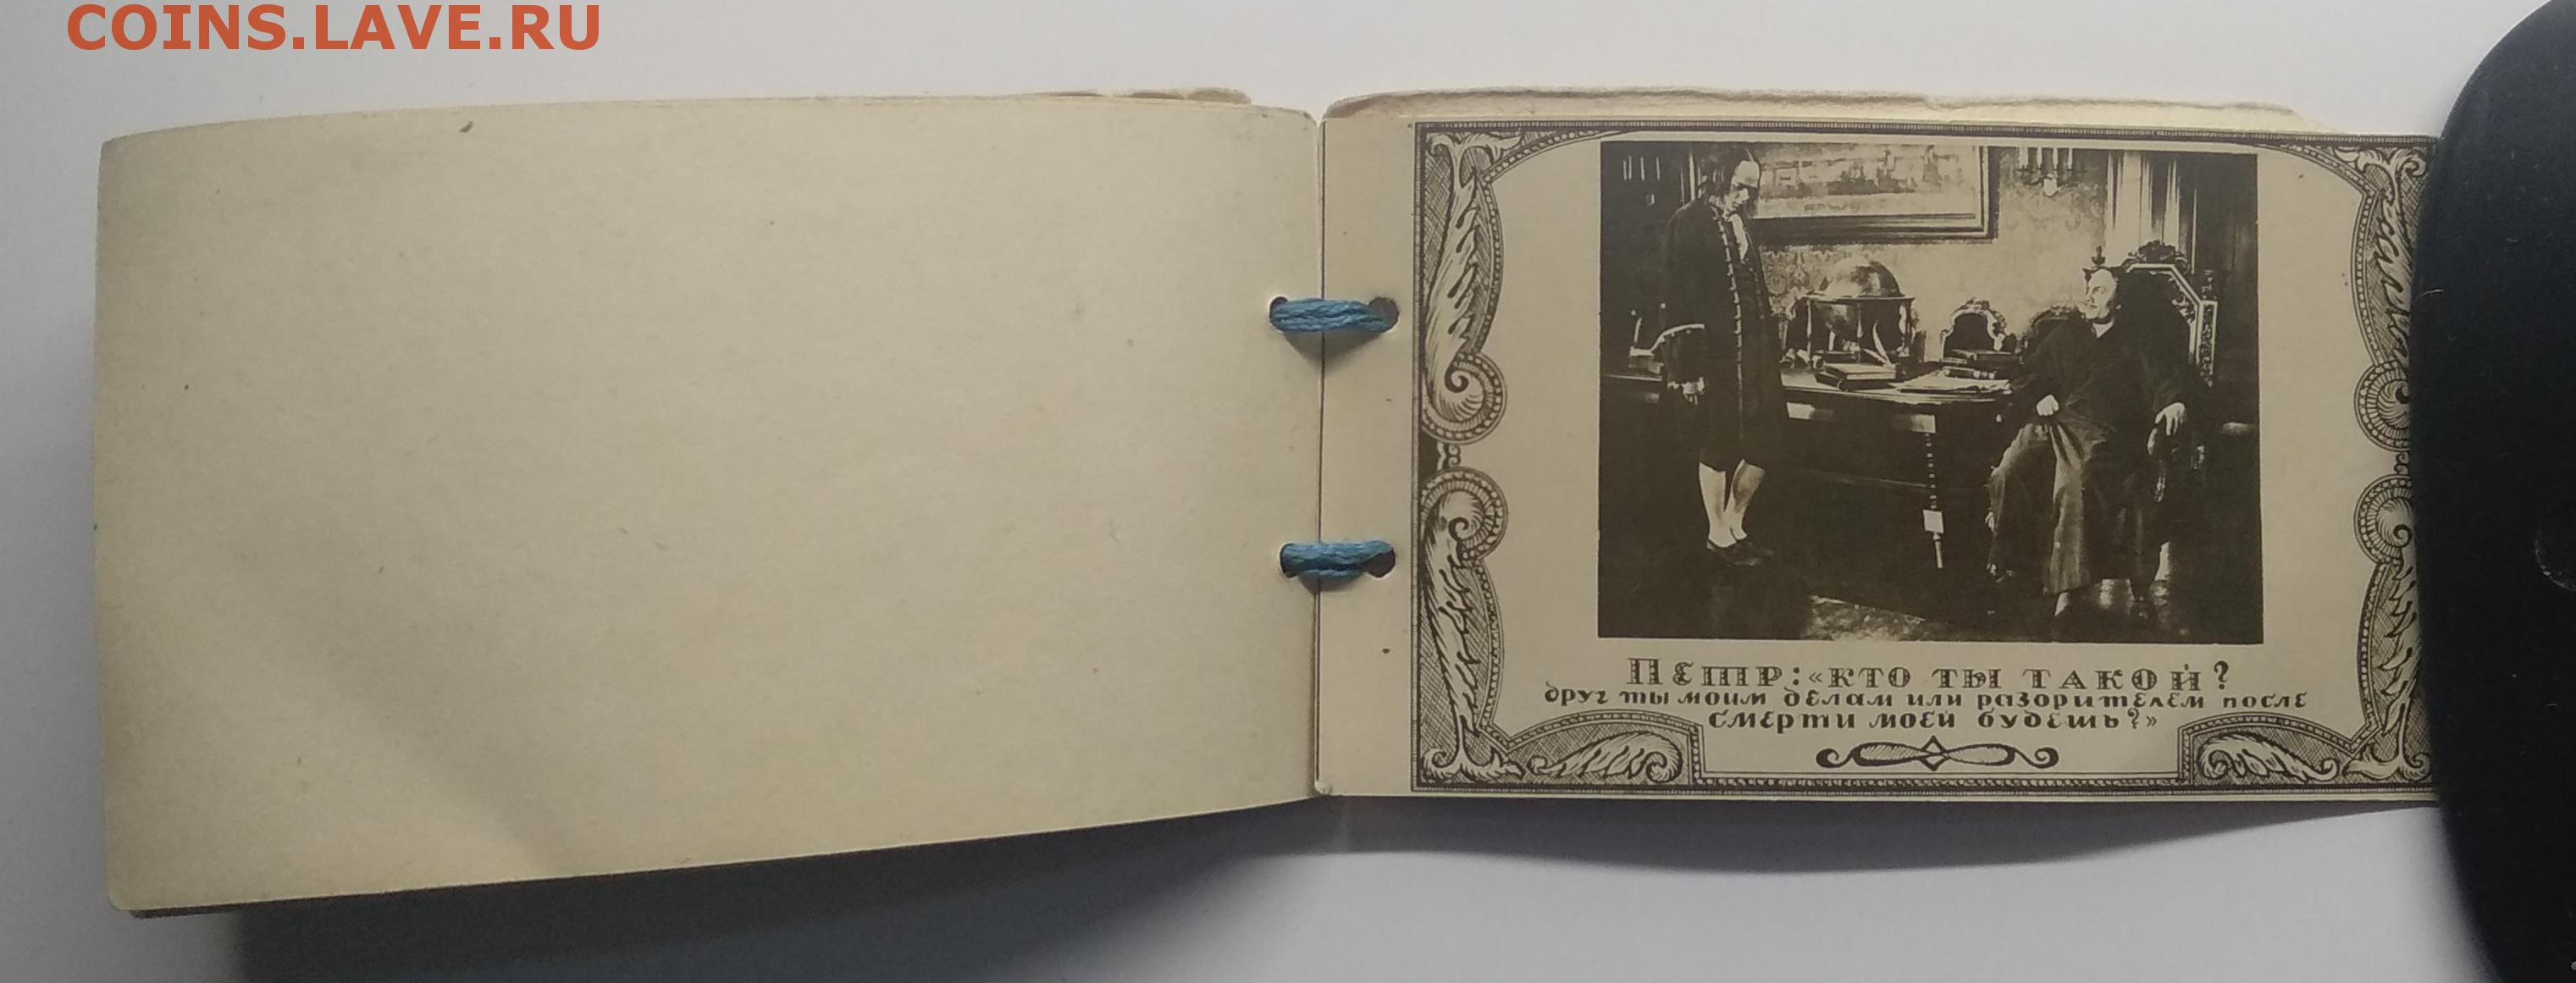 COINS.LAVE.RU
ПЕТР: «КТО ТЫ ТАКОЙ?
друг ты моим делам или разорителем после
смерти моей будешь?»